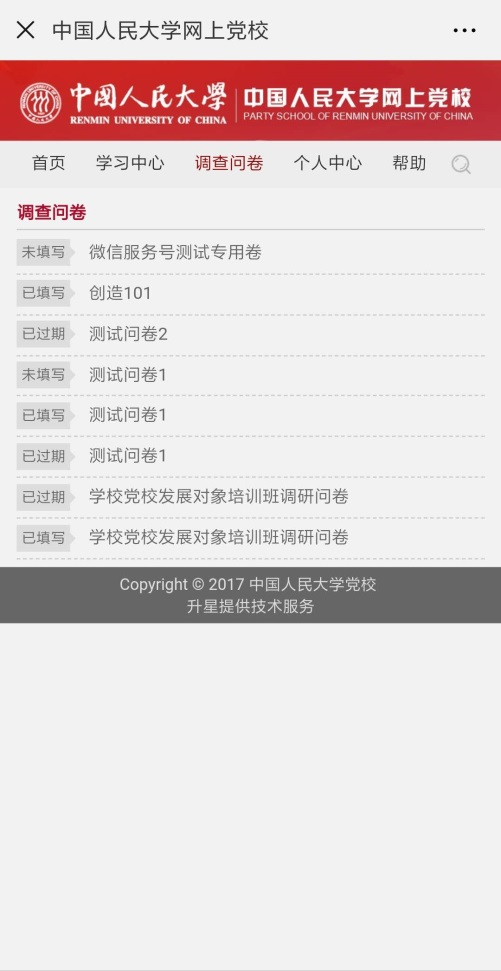 中国人民大学网上党校
中国人民大学 中国人民大学网上党校
RENMIN UNIVERSITY OF CHINA PARTY SCHOOL OF RENMIN UNIVERSITY OF CHINA
首页 学习中心 调查问卷 个人中心 帮助
调查问卷
未填写 微信服务号测试专用卷
已填写 创造101
已过期 测试问卷2
未填写 测试问卷1
已填写 测试问卷1
已过期 测试问卷1
已过期 学校党校发展对象培训班调研问卷
已填写 学校党校发展对象培训班调研问卷
Copyright © 2017 中国人民大学党校
升星提供技术服务